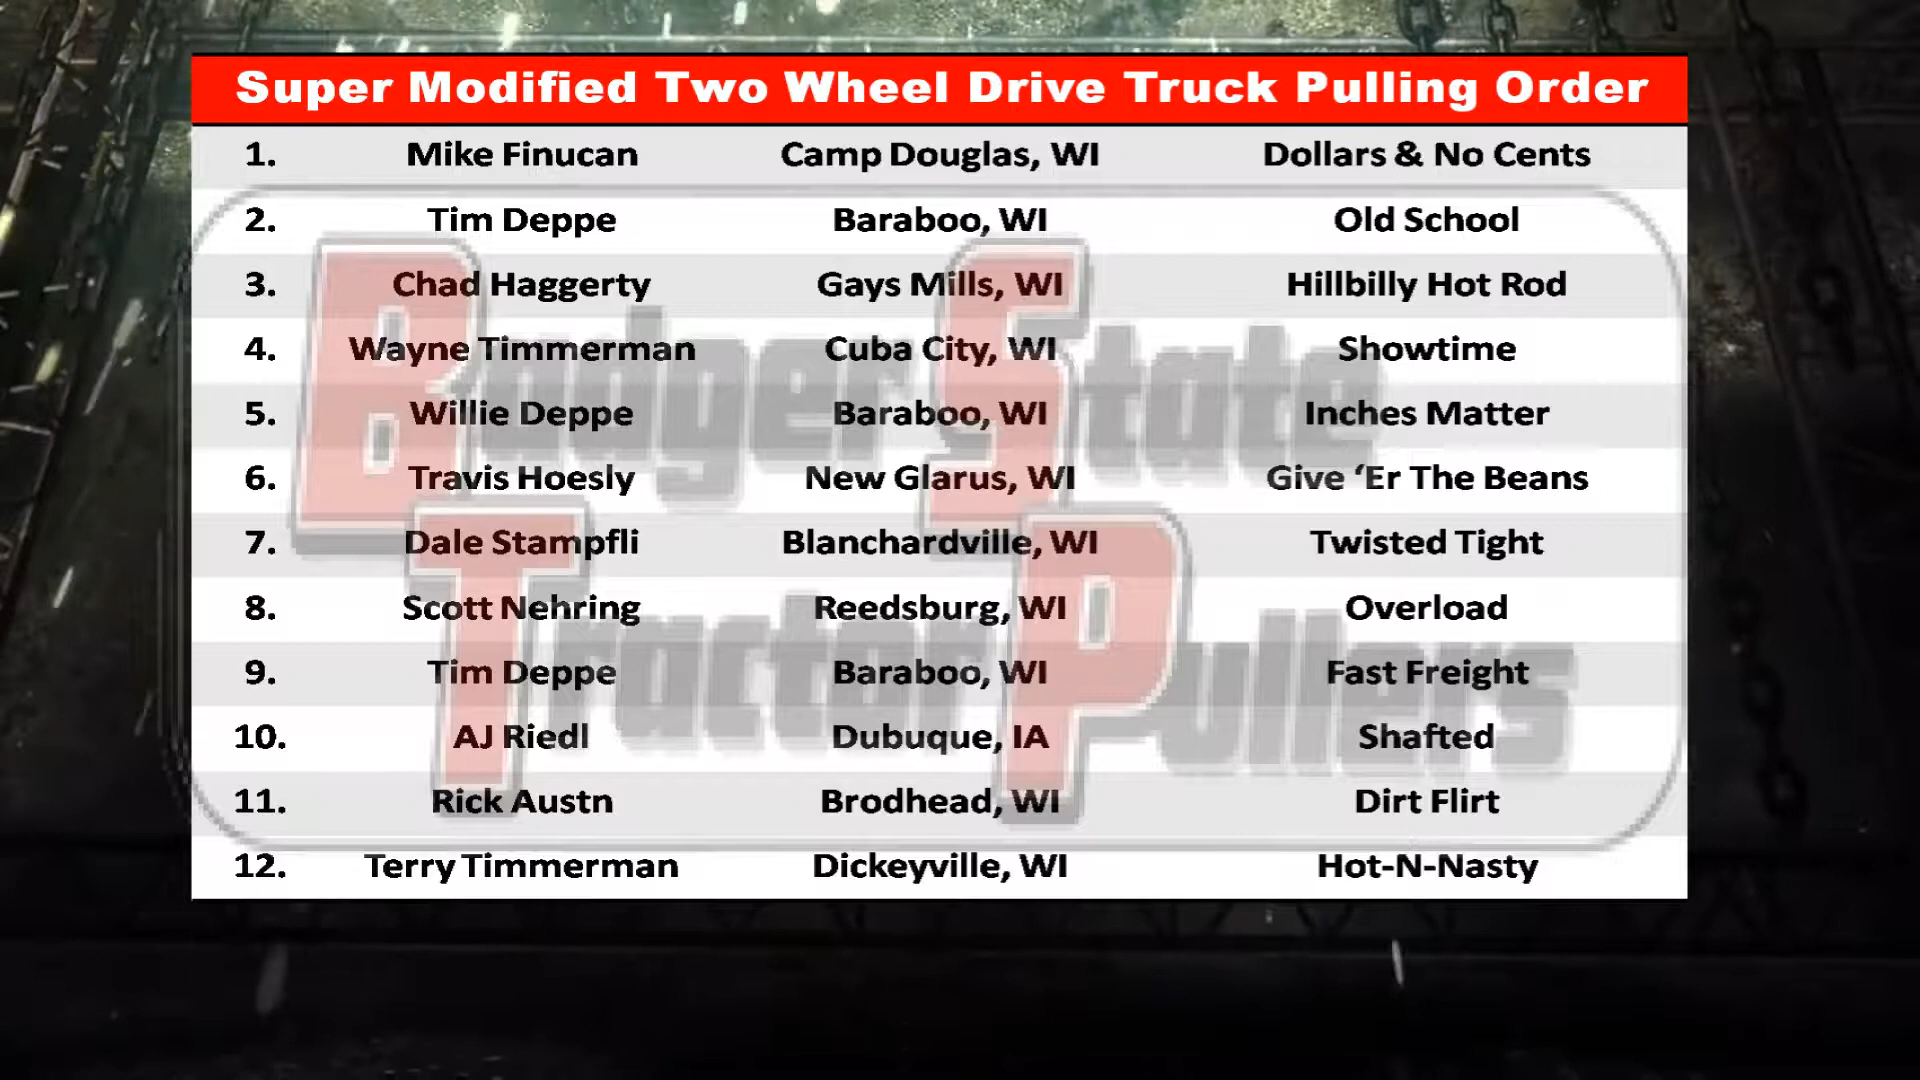 Super Modified Two Wheel Drive Truck Pulling Order
1. Mike Finucan Camp Douglas, WI Dollars & No Cents
2. Tim Deppe Baraboo, WI Old School
3. Chad Haggerty Gays Mills, WI Hillbilly Hot Rod
4. Wayne Timmerman Cuba City, WI Showtime
5. Willie Deppe Baraboo, WI Inches Matter
6. Travis Hoesly New Glarus, WI Give ‘Er The Beans
7. Dale Stampfli Blanchardville, WI Twisted Tight
8. Scott Nehring Reedsburg, WI Overload
9. Tim Deppe Baraboo, WI Fast Freight
10. AJ Riedl Dubuque, IA Shafted
11. Rick Austn Brodhead, WI Dirt Flirt
12. Terry Timmerman Dickeyville, WI Hot-N-Nasty
Badger State
Tractor Pullers